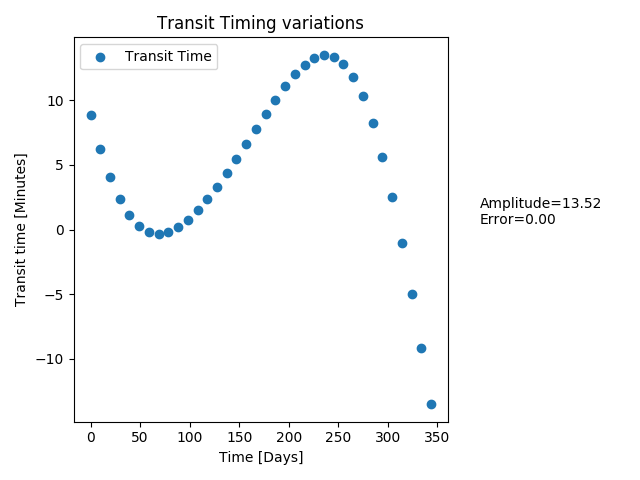 Transit Timing variations
Transit Time
10
5
0
−5
−10
Transit time [Minutes]
Amplitude=13.52
Error=0.00
0 50 100 150 200 250 300 350
Time [Days]